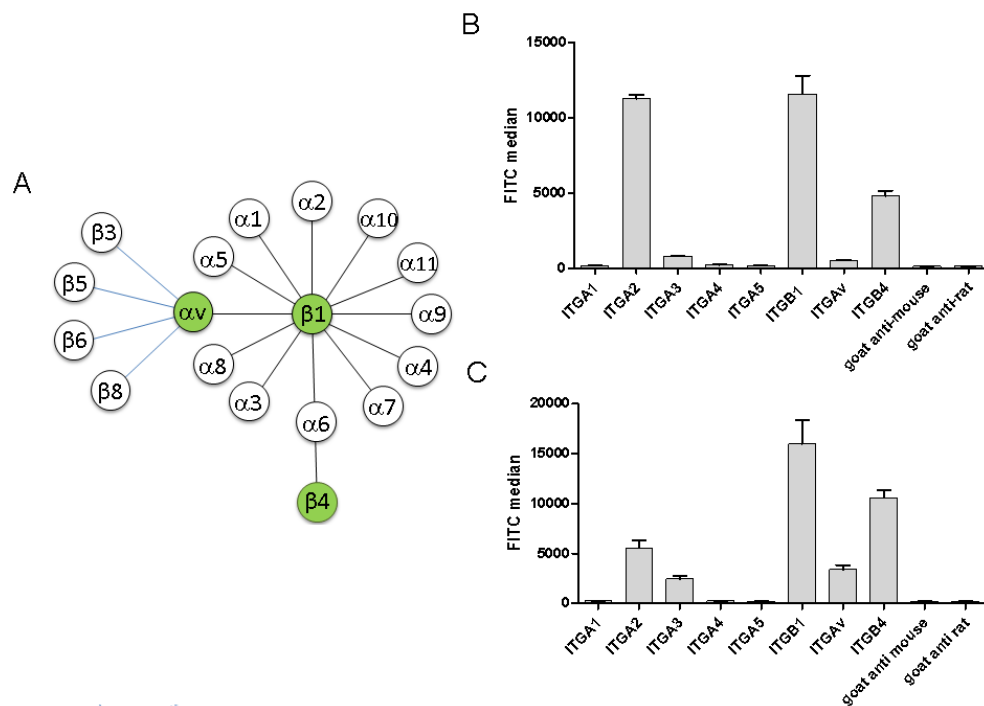 A
β3
β5
β6
β8
αv
α5
α1
α2
α10
α11
α9
α4
α7
α6
α3
α8
β1
β4
B
FITC median
15000
10000
5000
0
ITGA1
ITGA2
ITGA3
ITGA4
ITGA5
ITGB1
ITGAv
ITGB4
goat anti-mouse
goat anti-rat
C
FITC median
20000
15000
10000
5000
0
ITGA1
ITGA2
ITGA3
ITGA4
ITGA5
ITGB1
ITGAv
ITGB4
goat anti mouse
goat anti rat